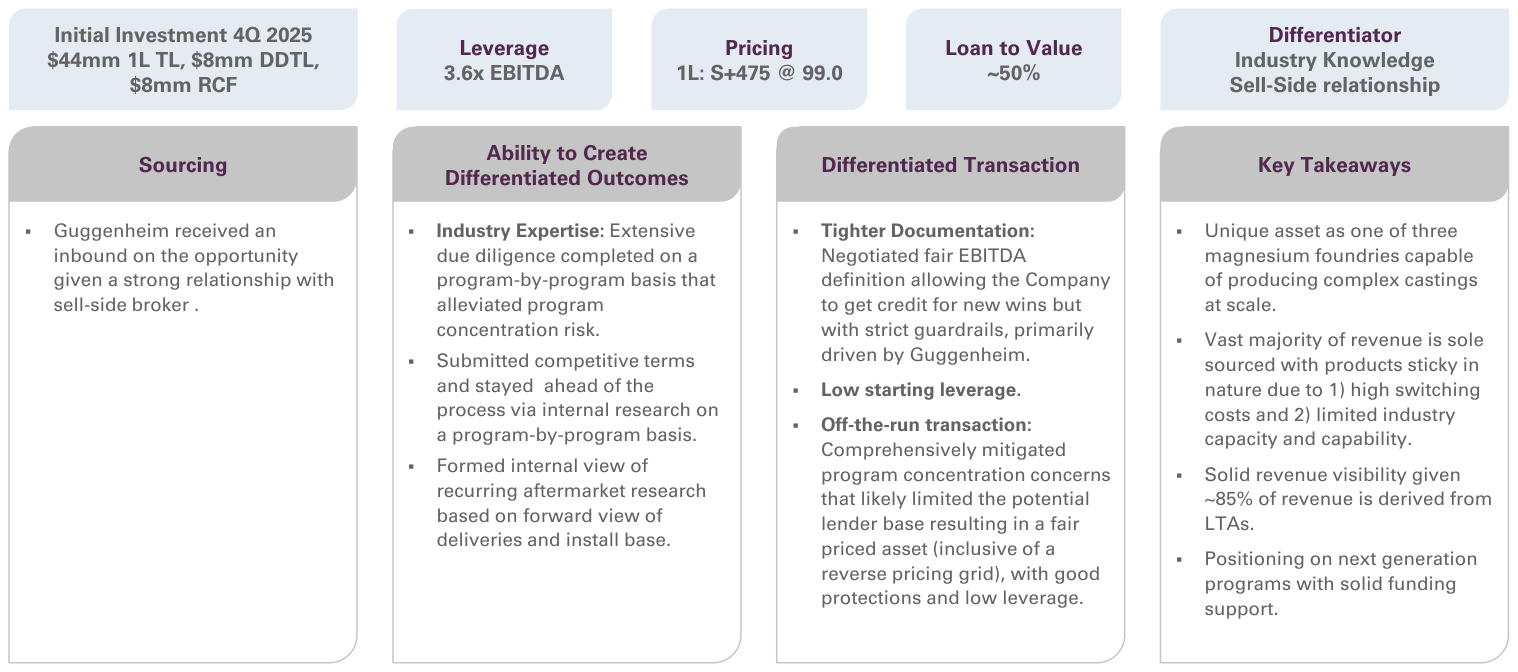 Initial Investment 4Q 2025
$44mm 1L TL, $8mm DDTL,
$8mm RCF
Leverage
3.6x EBITDA
Pricing
1L: S+475 @ 99.0
Loan to Value
~50%
Differentiator
Industry Knowledge
Sell-Side relationship
Sourcing
▪ Guggenheim received an
inbound on the opportunity
given a strong relationship with
sell-side broker .
Ability to Create
Differentiated Outcomes
▪ Industry Expertise: Extensive
due diligence completed on a
program-by-program basis that
alleviated program
concentration risk.
▪ Submitted competitive terms
and stayed  ahead of the
process via internal research on
a program-by-program basis.
▪ Formed internal view of
recurring aftermarket research
based on forward view of
deliveries and install base.
Differentiated Transaction
▪ Tighter Documentation:
Negotiated fair EBITDA
definition allowing the Company
to get credit for new wins but
with strict guardrails, primarily
driven by Guggenheim.
▪ Low starting leverage.
▪ Off-the-run transaction:
Comprehensively mitigated
program concentration concerns
that likely limited the potential
lender base resulting in a fair
priced asset (inclusive of a
reverse pricing grid), with good
protections and low leverage.
Key Takeaways
▪ Unique asset as one of three
magnesium foundries capable
of producing complex castings
at scale.
▪ Vast majority of revenue is sole
sourced with products sticky in
nature due to 1) high switching
costs and 2) limited industry
capacity and capability.
▪ Solid revenue visibility given
~85% of revenue is derived from
LTAs.
▪ Positioning on next generation
programs with solid funding
support.